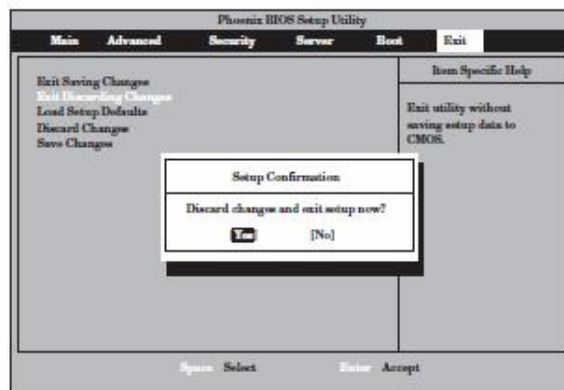 Phoenix BIOS Setup Utility
Main Advanced Security Server Boot Exit
Exit Saving Changes
Exit Discarding Changes
Load Setup Defaults
Discard Changes
Save Changes
Item Specific Help
Exit utility without
saving setup data to
CMOS.
Setup Confirmation
Discard changes and exit setup now?
[Yes] [No]
Space Select Enter Accept